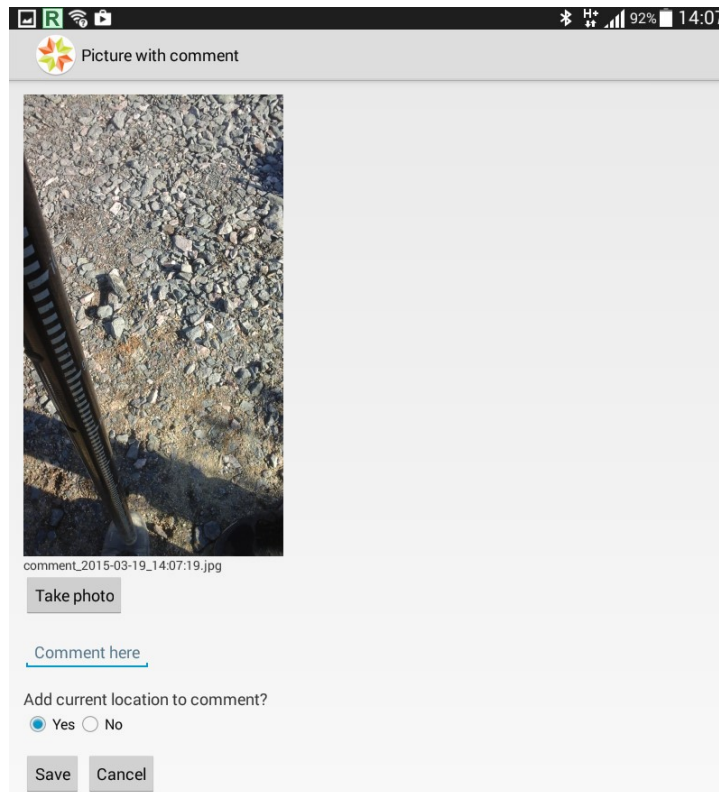 R 92% 14:07
Picture with comment
comment_2015-03-19_14:07:19.jpg
Take photo
Comment here
Add current location to comment?
Yes No
Save Cancel